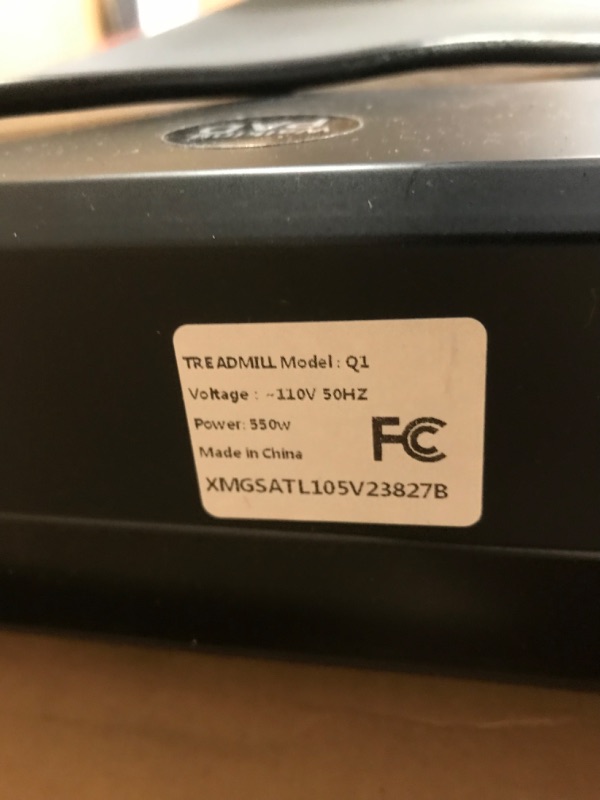 TREADMILL Model : Q1
Voltage : ~110V 50HZ
Power: 550w
FC
Made in China
XMGSATL105V23827B